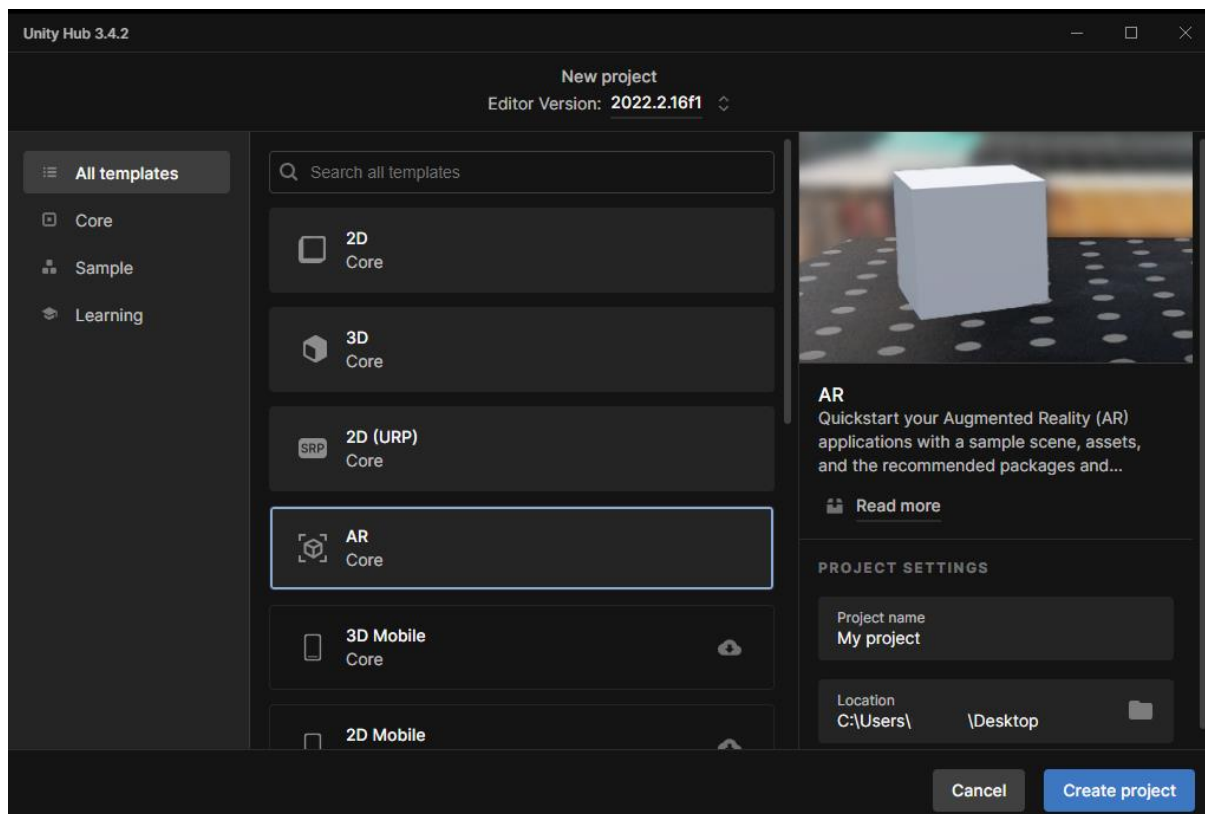 Unity Hub 3.4.2
New project
Editor Version: 2022.2.16f1
All templates
Core
Sample
Learning
Search all templates
2D
Core
3D
Core
2D (URP)
Core
SRP
AR
Core
3D Mobile
Core
2D Mobile
AR
Quickstart your Augmented Reality (AR)
applications with a sample scene, assets,
and the recommended packages and...
Read more
PROJECT SETTINGS
Project name
My project
Location
C:\Users\ \Desktop
Cancel
Create project